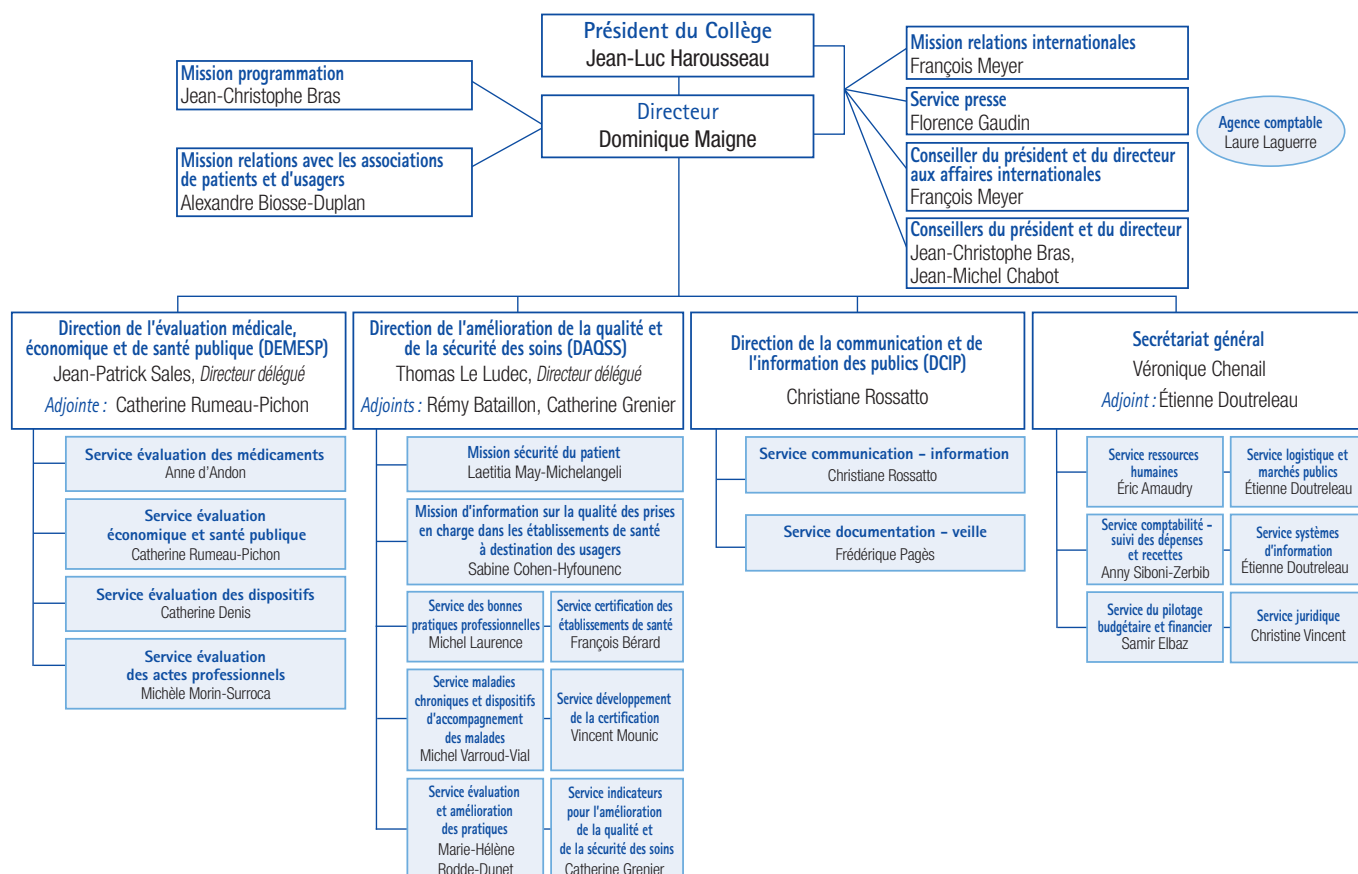 Président du Collège
Jean-Luc Harousseau
Directeur
Dominique Maigne
Mission programmation
Jean-Christophe Bras
Mission relations avec les associations
de patients et d'usagers
Alexandre Biosse-Duplan
Mission relations internationales
François Meyer
Service presse
Florence Gaudin
Conseiller du président et du directeur
aux affaires internationales
François Meyer
Conseillers du président et du directeur
Jean-Christophe Bras,
Jean-Michel Chabot
Agence comptable
Laure Laguerre
Direction de l'évaluation médicale,
économique et de santé publique (DEMESP)
Jean-Patrick Sales, Directeur délégué
Adjointe : Catherine Rumeau-Pichon
Service évaluation des médicaments
Anne d'Andon
Service évaluation
économique et santé publique
Catherine Rumeau-Pichon
Service évaluation des dispositifs
Catherine Denis
Service évaluation
des actes professionnels
Michèle Morin-Surroca
Direction de l'amélioration de la qualité et
de la sécurité des soins (DAQSS)
Thomas Le Ludec, Directeur délégué
Adjoints : Rémy Bataillon, Catherine Grenier
Mission sécurité du patient
Laetitia May-Michelangeli
Mission d'information sur la qualité des prises
en charge dans les établissements de santé
à destination des usagers
Sabine Cohen-Hyfounenc
Service des bonnes
pratiques professionnelles
Michel Laurence
Service certification des
établissements de santé
François Bérard
Service maladies
chroniques et dispositifs
d'accompagnement
des malades
Michel Varroud-Vial
Service développement
de la certification
Vincent Mounic
Service évaluation
et amélioration
des pratiques
Marie-Hélène
Rodde-Dunet
Service indicateurs
pour l'amélioration
de la qualité et
de la sécurité des soins
Catherine Grenier
Direction de la communication et de
l'information des publics (DCIP)
Christiane Rossatto
Service communication – information
Christiane Rossatto
Service documentation – veille
Frédérique Pagès
Secrétariat général
Véronique Chenail
Adjoint : Étienne Doutreleau
Service ressources
humaines
Éric Amaudry
Service logistique et
marchés publics
Étienne Doutreleau
Service comptabilité -
suivi des dépenses
et recettes
Anny Siboni-Zerbib
Service systèmes
d'information
Étienne Doutreleau
Service du pilotage
budgétaire et financier
Samir Elbaz
Service juridique
Christine Vincent